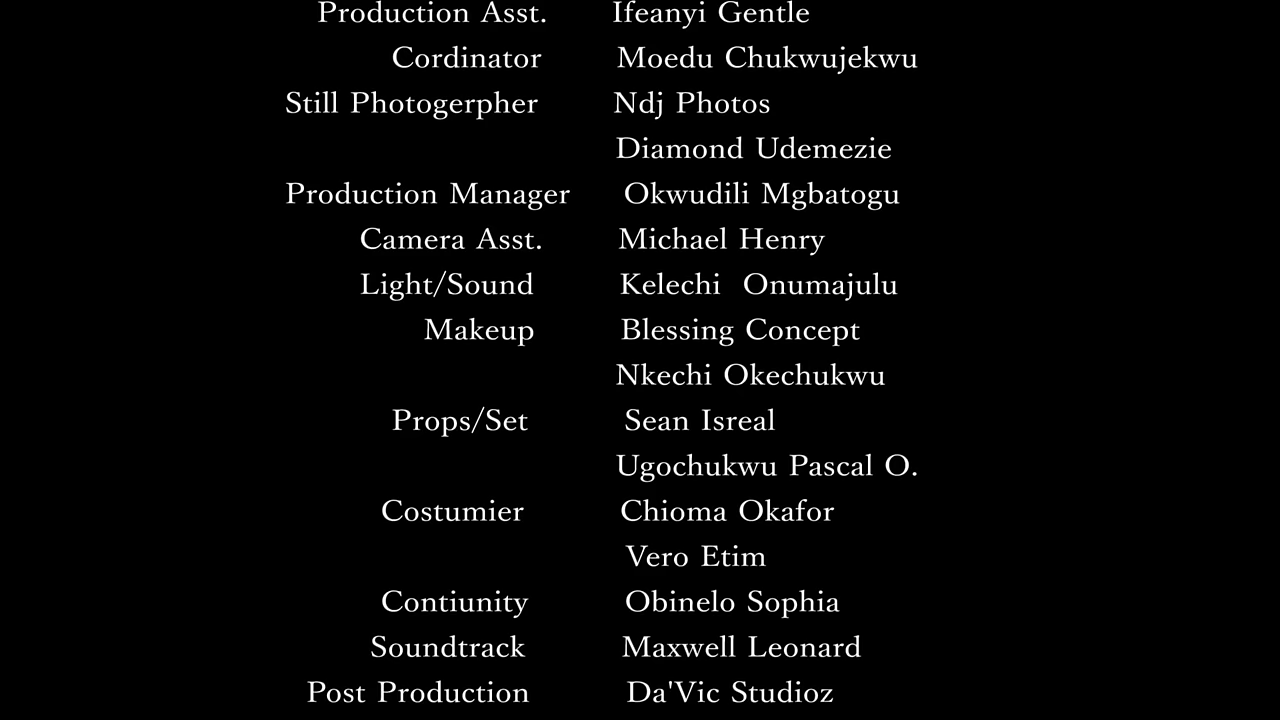 Production Asst. Ifeanyi Gentle
Cordinator Moedu Chukwujekwu
Still Photogerpher Ndj Photos
Diamond Udemezie
Production Manager Okwudili Mgbatogu
Camera Asst. Michael Henry
Light/Sound Kelechi Onumajulu
Makeup Blessing Concept
Nkechi Okechukwu
Props/Set Sean Isreal
Ugochukwu Pascal O.
Costumier Chioma Okafor
Vero Etim
Contiunity Obinelo Sophia
Soundtrack Maxwell Leonard
Post Production Da'Vic Studioz